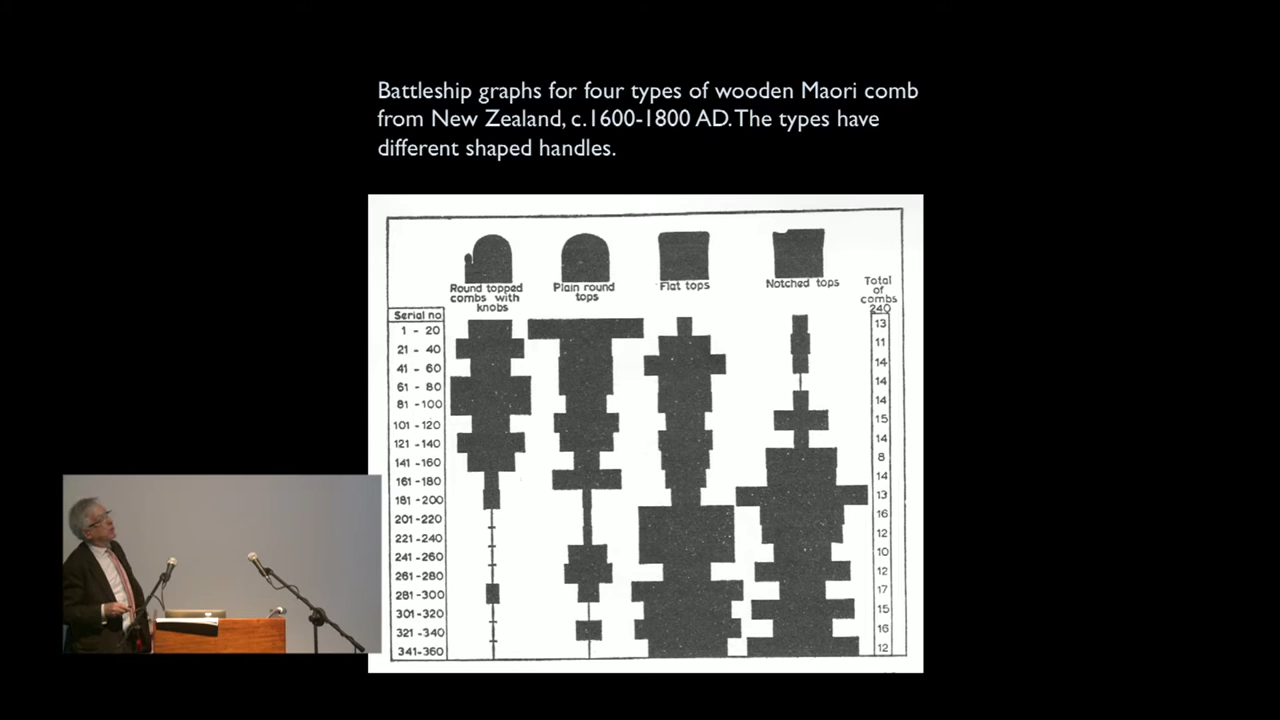 Battleship graphs for four types of wooden Maori comb
from New Zealand, c.1600-1800 AD. The types have
different shaped handles.
Round topped
combs with
knobs
Plain round
tops
Flat tops
Notched tops
Total
of
combs
240
Serial no
1 - 20 13
21 - 40 11
41 - 60 14
61 - 80 14
81 -100 14
101 -120 15
121 -140 14
141 -160 8
161 -180 14
181 -200 13
201 -220 16
221 -240 12
241 -260 10
261 -280 12
281 -300 17
301 -320 15
321 -340 16
341 -360 12